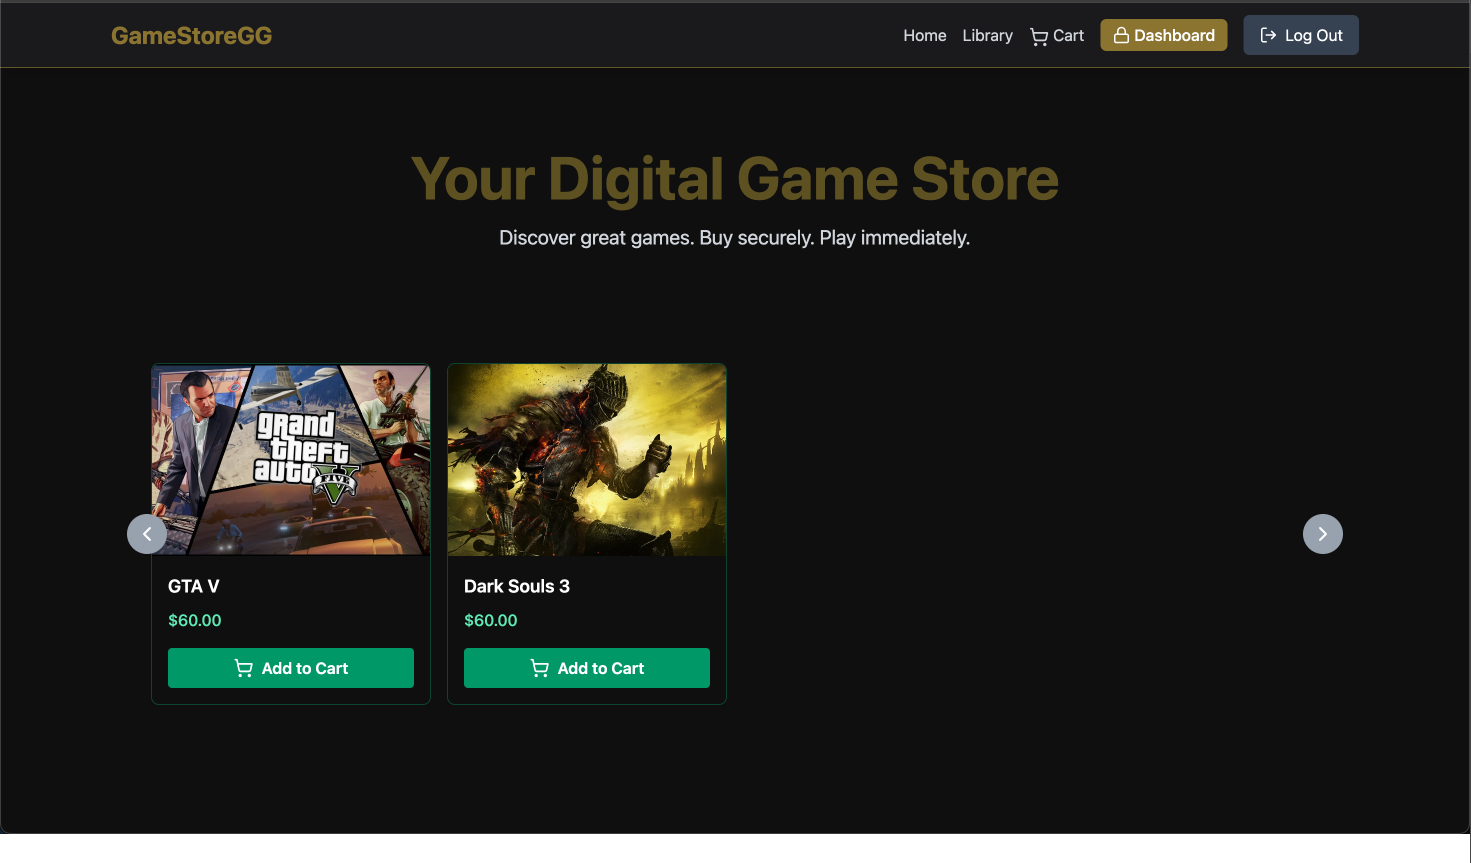 GameStoreGG
Home Library Cart Dashboard Log Out
Your Digital Game Store
Discover great games. Buy securely. Play immediately.
grand
theft
auto V
FIVE
GTA V
$60.00
Add to Cart
Dark Souls 3
$60.00
Add to Cart